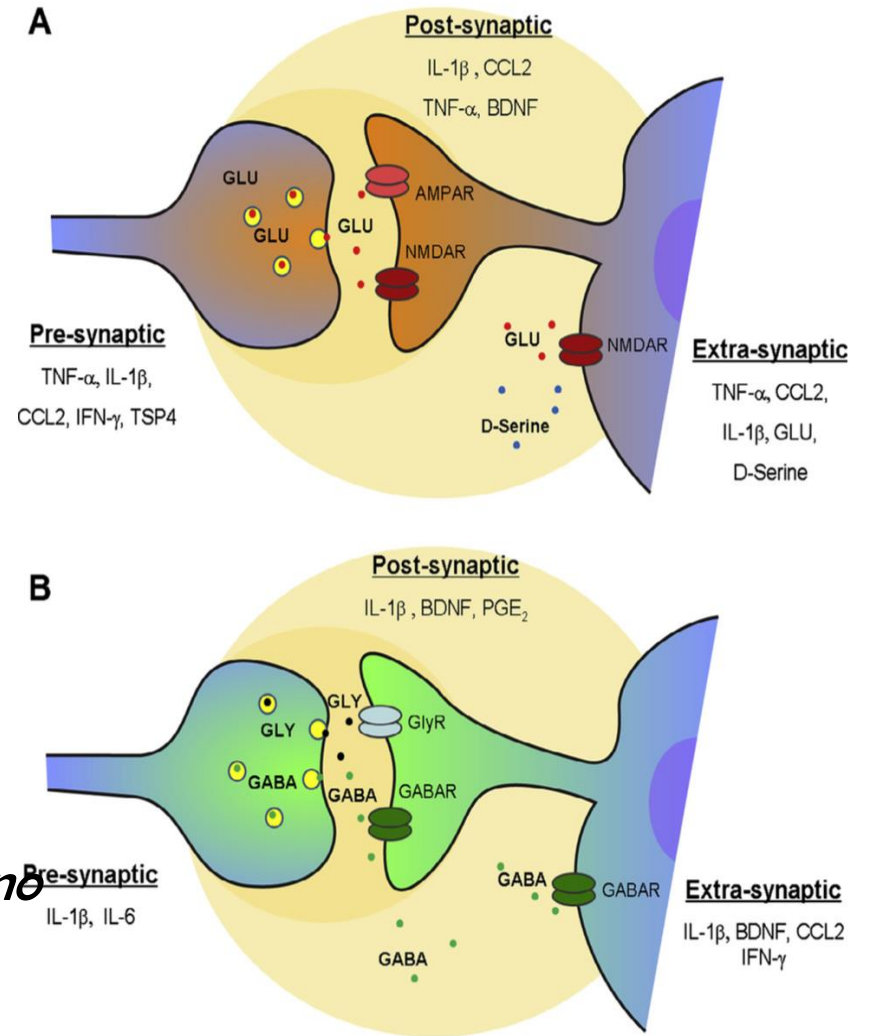 A
Post-synaptic
IL-1β , CCL2
TNF-α, BDNF
GLU
AMPAR
GLU
GLU
NMDAR
Pre-synaptic
TNF-α, IL-1β,
CCL2, IFN-γ, TSP4
GLU
NMDAR
D-Serine
Extra-synaptic
TNF-α, CCL2,
IL-1β, GLU,
D-Serine
B
Post-synaptic
IL-1β , BDNF, PGE2
GLY
GLY
GlyR
GABA
GABA
GABAR
Pre-synaptic
no
IL-1β, IL-6
GABA
GABAR
GABA
Extra-synaptic
IL-1β, BDNF, CCL2
IFN-γ